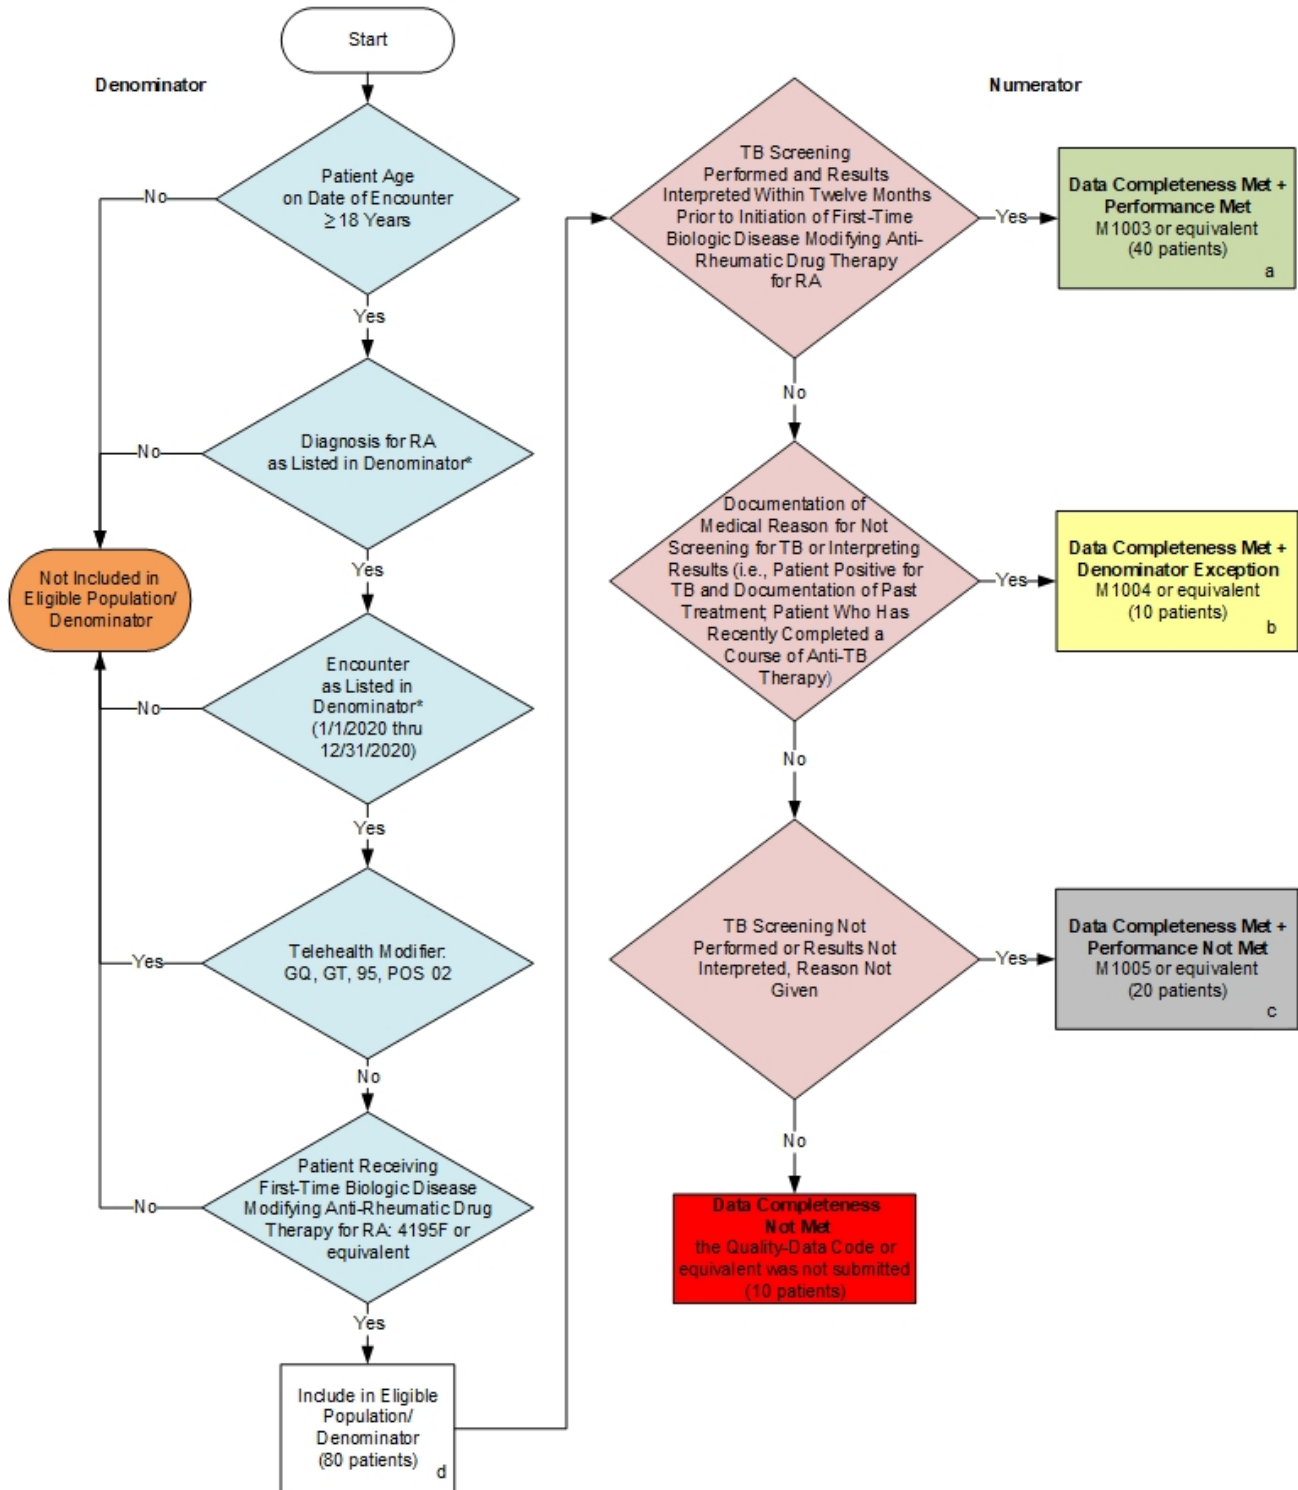 Start
Denominator
Patient Age
on Date of Encounter
≥ 18 Years
No
Yes
Diagnosis for RA
as Listed in Denominator*
No
Yes
Not Included in
Eligible Population/
Denominator
Encounter
as Listed in
Denominator*
(1/1/2020 thru
12/31/2020)
No
Yes
Telehealth Modifier:
GQ, GT, 95, POS 02
Yes
No
Patient Receiving
First-Time Biologic Disease
Modifying Anti-Rheumatic Drug
Therapy for RA: 4195F or
equivalent
No
Yes
Include in Eligible
Population/
Denominator
(80 patients)
d
Numerator
TB Screening
Performed and Results
Interpreted Within Twelve Months
Prior to Initiation of First-Time
Biologic Disease Modifying Anti-
Rheumatic Drug Therapy
for RA
Yes
Data Completeness Met +
Performance Met
M1003 or equivalent
(40 patients)
a
No
Documentation of
Medical Reason for Not
Screening for TB or Interpreting
Results (i.e., Patient Positive for
TB and Documentation of Past
Treatment; Patient Who Has
Recently Completed a
Course of Anti-TB
Therapy)
Yes
Data Completeness Met +
Denominator Exception
M1004 or equivalent
(10 patients)
b
No
TB Screening Not
Performed or Results Not
Interpreted, Reason Not
Given
Yes
Data Completeness Met +
Performance Not Met
M1005 or equivalent
(20 patients)
c
No
Data Completeness
Not Met
the Quality-Data Code or
equivalent was not submitted
(10 patients)